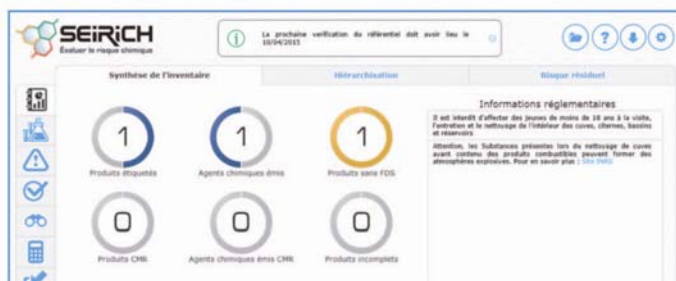 SEIRICH
Évaluer le risque chimique
La prochaine vérification du référentiel doit avoir lieu le
10/04/2015
Synthèse de l'inventaire
Hiérarchisation
Risque résiduel
1
Produits étiquetés
1
Agents chimiques émis
1
Produits sans FDS
0
Produits CMR
0
Agents chimiques émis CMR
0
Produits incomplets
Informations réglementaires
Il est interdit d'affecter des jeunes de moins de 18 ans à la visite,
l'entretien et le nettoyage de l'intérieur des cuves, citernes, bassins
et réservoirs
Attention, les Substances présentes lors du nettoyage de cuves
ayant contenu des produits combustibles peuvent former des
atmosphères explosives. Pour en savoir plus : Site INRS